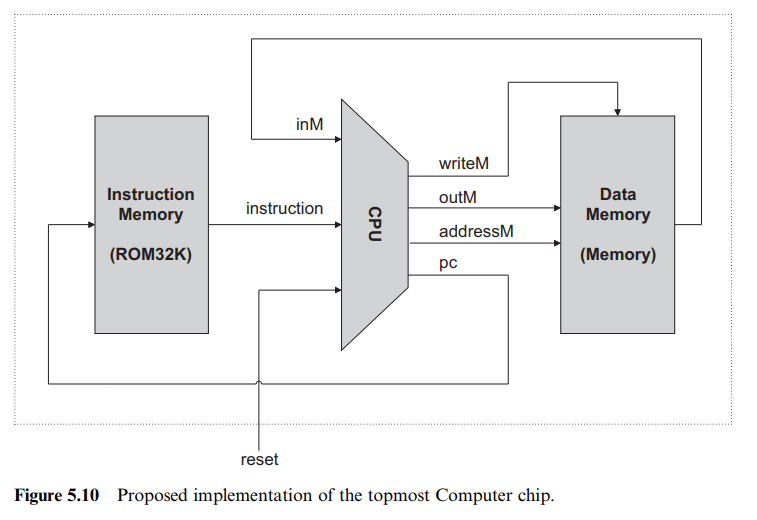 inM
writeM
Instruction
Memory
(ROM32K)
instruction
CPU
outM
addressM
pc
Data
Memory
(Memory)
reset
Figure 5.10 Proposed implementation of the topmost Computer chip.